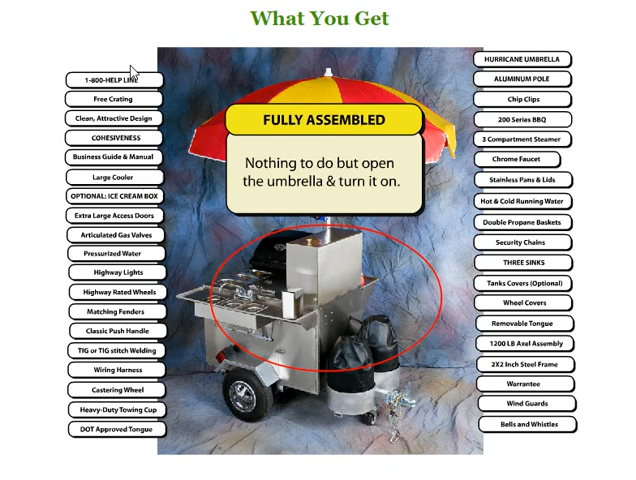 What You Get
1-800-HELP LINE
Free Crating
Clean, Attractive Design
COHESIVENESS
Business Guide & Manual
Large Cooler
OPTIONAL: ICE CREAM BOX
Extra Large Access Doors
Articulated Gas Valves
Pressurized Water
Highway Lights
Highway Rated Wheels
Matching Fenders
Classic Push Handle
TIG or TIG stitch Welding
Wiring Harness
Castering Wheel
Heavy-Duty Towing Cup
DOT Approved Tongue
FULLY ASSEMBLED
Nothing to do but open
the umbrella & turn it on.
HURRICANE UMBRELLA
ALUMINUM POLE
Chip Clips
200 Series BBQ
3 Compartment Steamer
Chrome Faucet
Stainless Pans & Lids
Hot & Cold Running Water
Double Propane Baskets
Security Chains
THREE SINKS
Tanks Covers (Optional)
Wheel Covers
Removable Tongue
1200 LB Axel Assembly
2X2 Inch Steel Frame
Warrantee
Wind Guards
Bells and Whistles